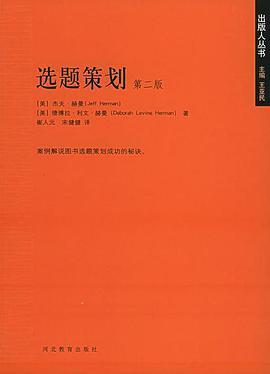 出版人丛书
主编 王亚民
选题策划 第二版
[美] 杰夫·赫曼(Jeff Herman)
[美] 德博拉·利文·赫曼 (Deborah Levine Herman) 著
崔人元 宋健健 译
案例解说图书选题策划成功的秘诀。
河北教育出版社